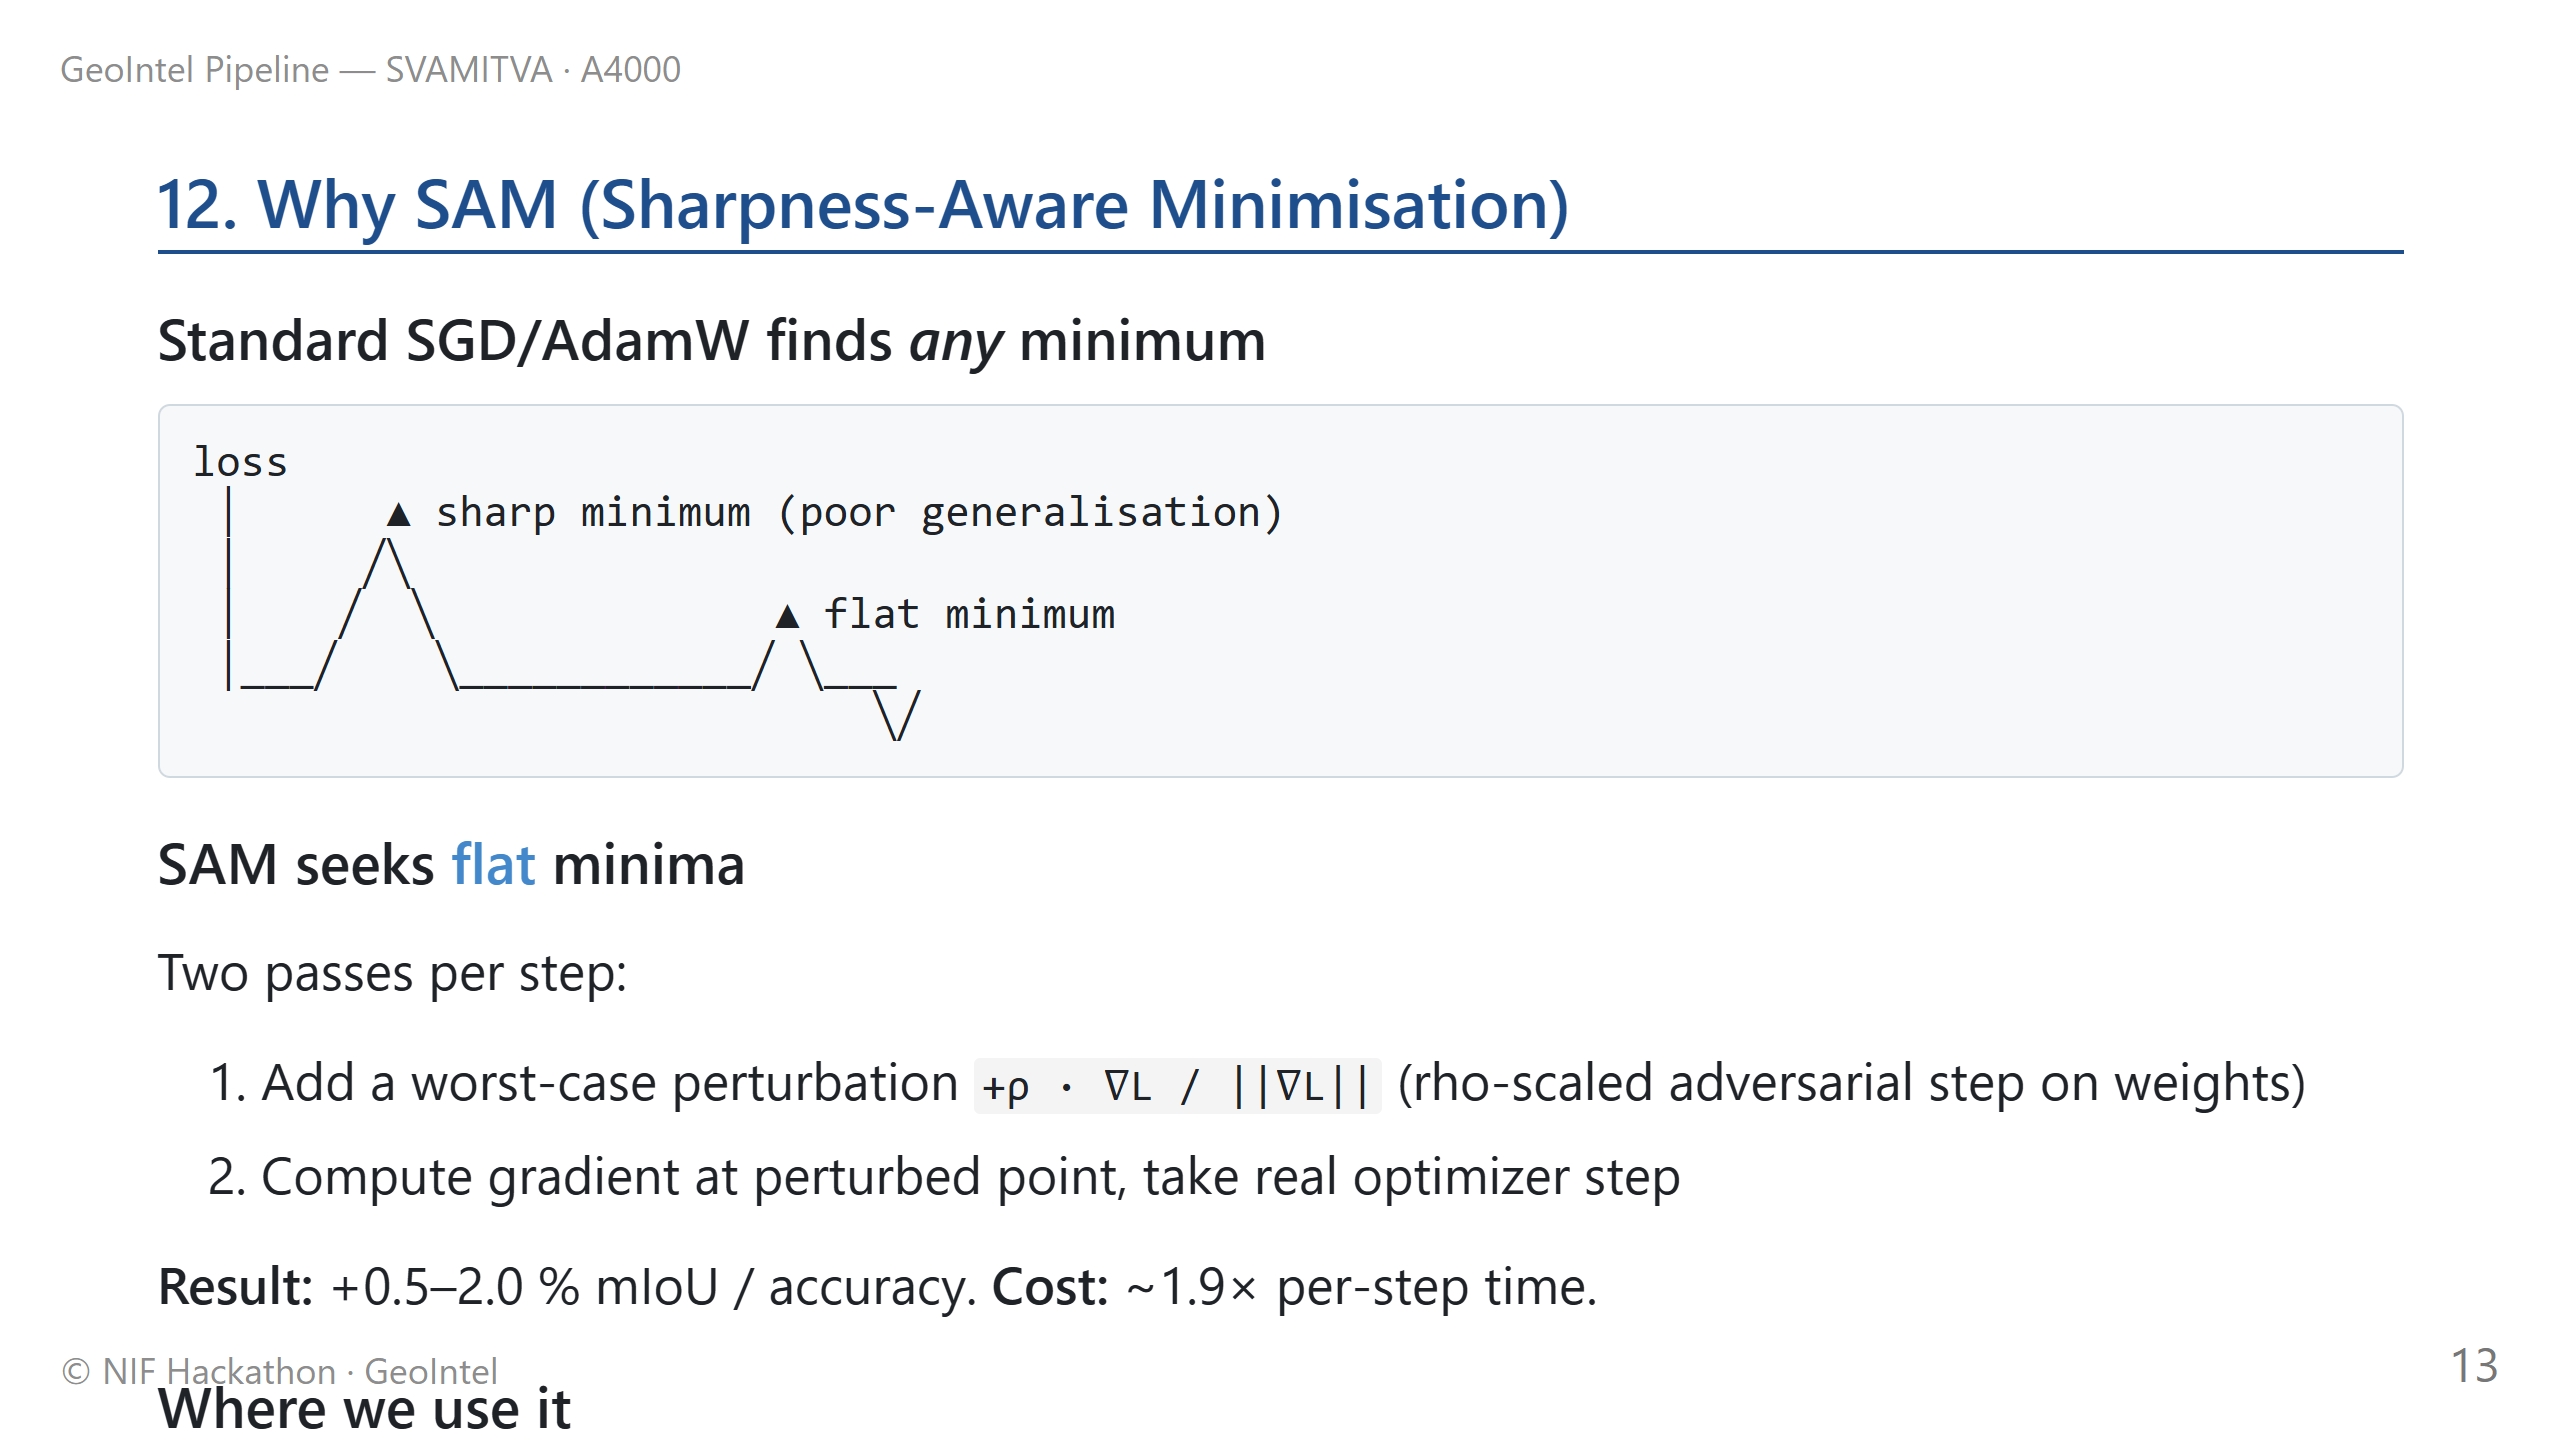 GeoIntel Pipeline — SVAMITVA · A4000
12. Why SAM (Sharpness-Aware Minimisation)
Standard SGD/AdamW finds any minimum
loss
 |      ▲ sharp minimum (poor generalisation)
 |     /\
 |    /  \              ▲ flat minimum
 |___/    \____________/ \___
                           \/
SAM seeks flat minima
Two passes per step:
1. Add a worst-case perturbation +ρ · ∇L / ||∇L|| (rho-scaled adversarial step on weights)
2. Compute gradient at perturbed point, take real optimizer step
Result: +0.5–2.0 % mIoU / accuracy. Cost: ~1.9× per-step time.
© NIF Hackathon · GeoIntel
13
Where we use it